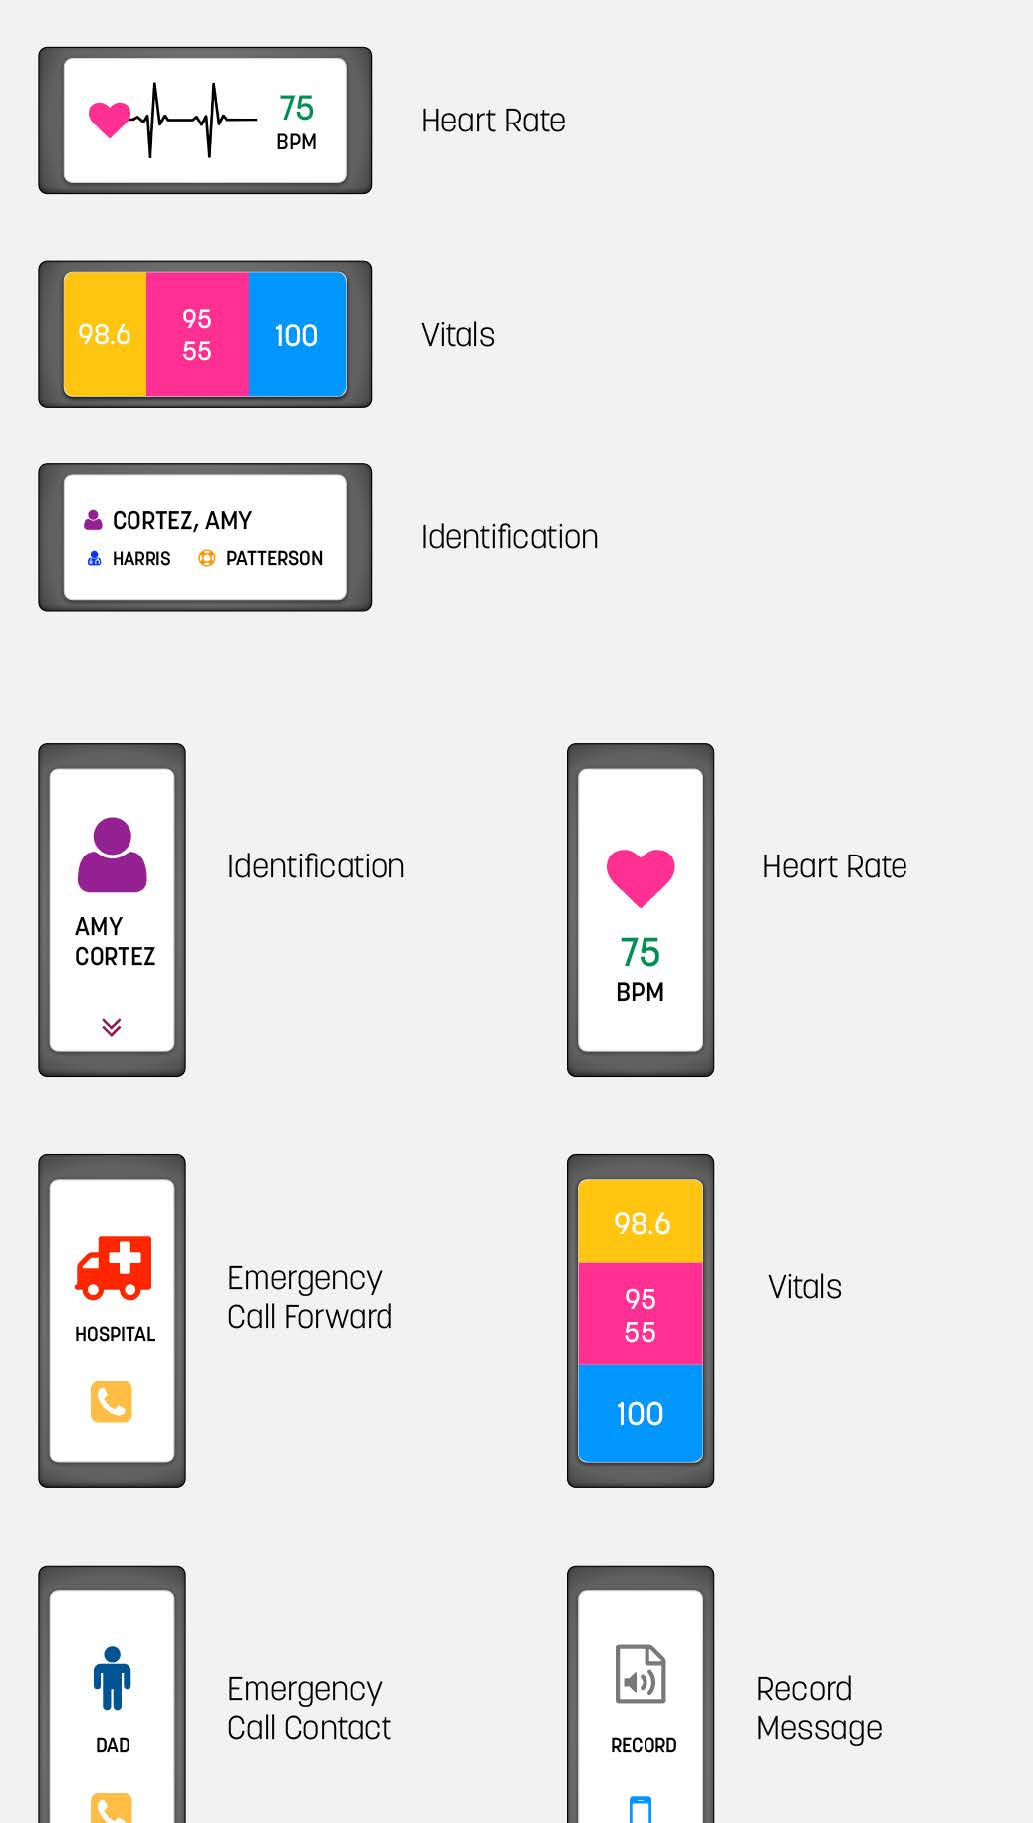 75
BPM
Heart Rate
98.6
95
55
100
Vitals
CORTEZ, AMY
HARRIS PATTERSON
Identification
AMY
CORTEZ
Identification
75
BPM
Heart Rate
HOSPITAL
Emergency
Call Forward
98.6
95
55
100
Vitals
DAD
Emergency
Call Contact
RECORD
Record
Message